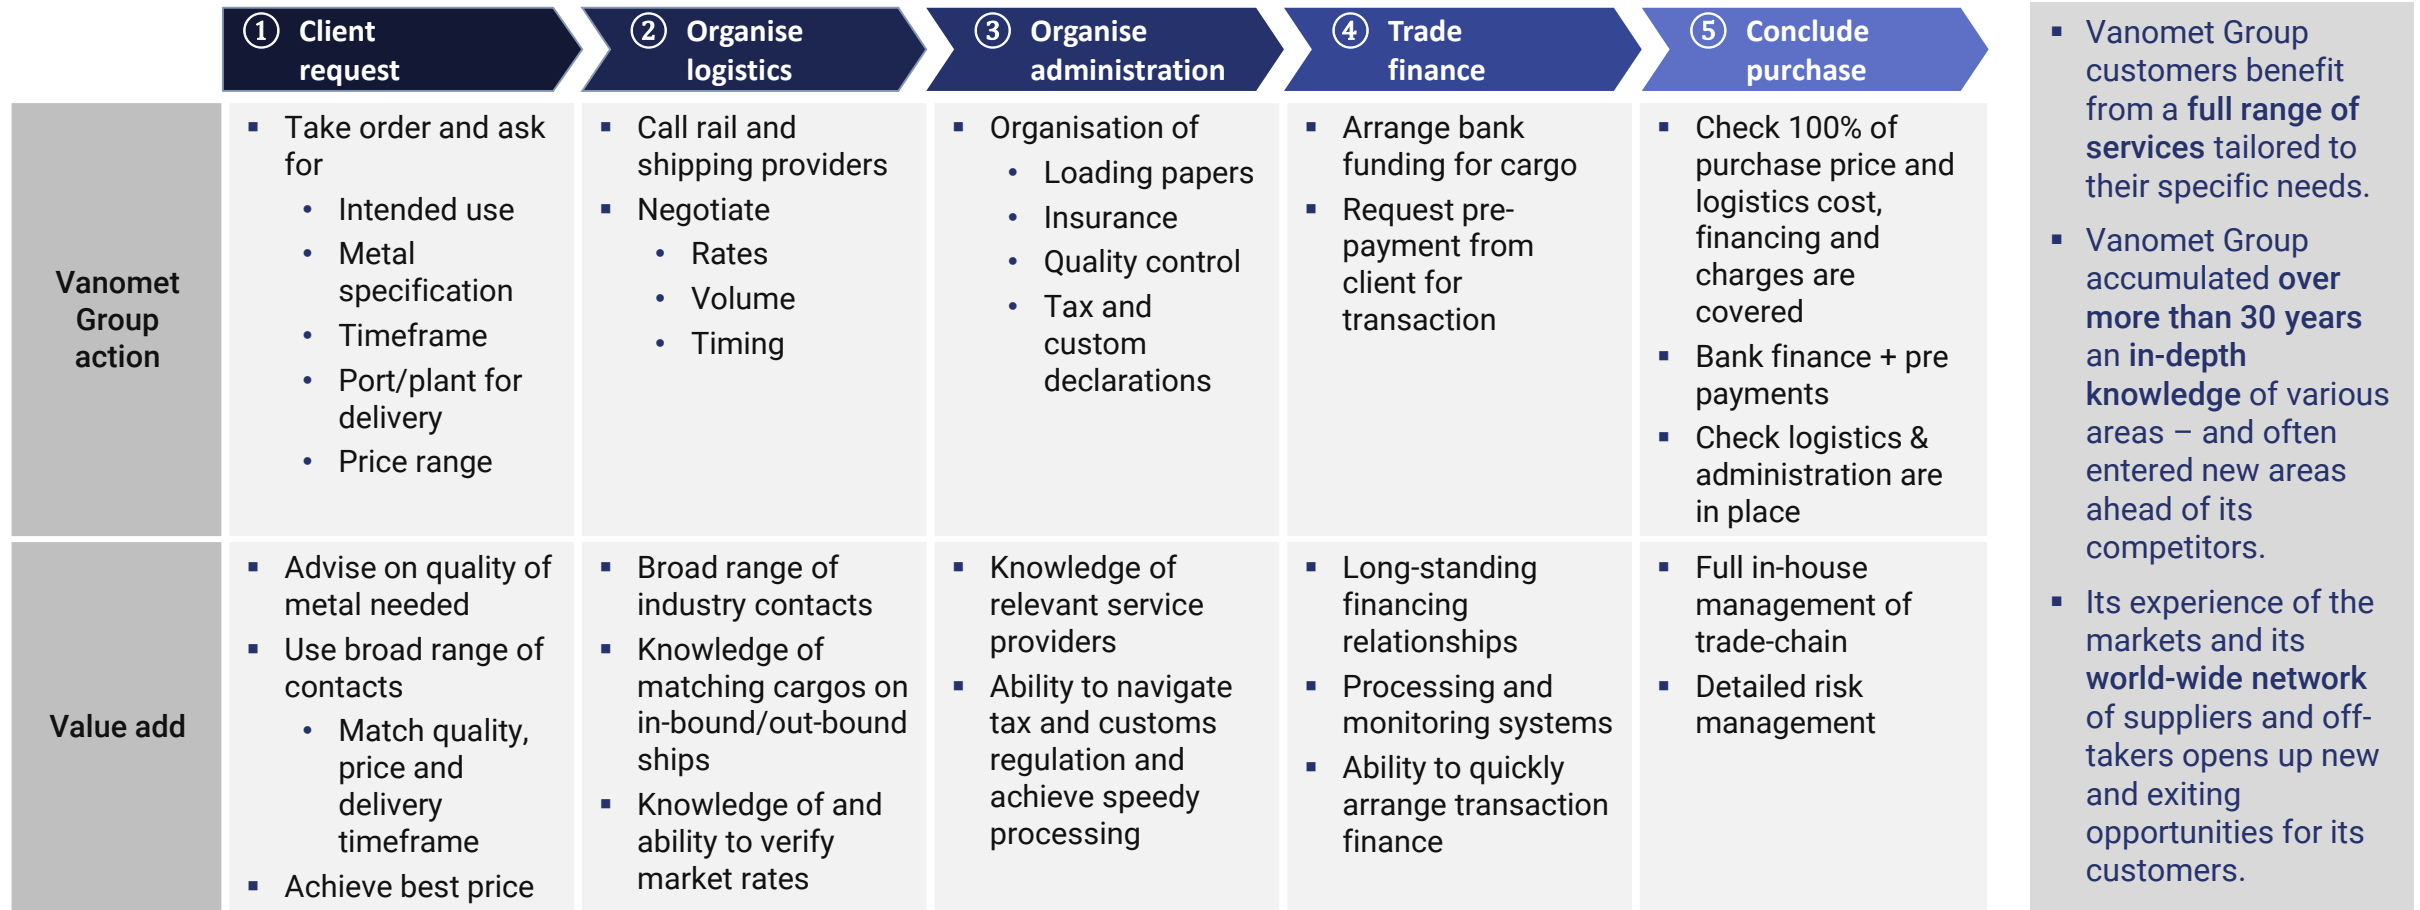 ① Client
request
② Organise
logistics
③ Organise
administration
④ Trade
finance
⑤ Conclude
purchase
Vanomet
Group
action
▪ Take order and ask
for
• Intended use
• Metal
specification
• Timeframe
• Port/plant for
delivery
• Price range
▪ Call rail and
shipping providers
▪ Negotiate
• Rates
• Volume
• Timing
▪ Organisation of
• Loading papers
• Insurance
• Quality control
• Tax and
custom
declarations
▪ Arrange bank
funding for cargo
▪ Request pre-
payment from
client for
transaction
▪ Check 100% of
purchase price and
logistics cost,
financing and
charges are
covered
▪ Bank finance + pre
payments
▪ Check logistics &
administration are
in place
Value add
▪ Advise on quality of
metal needed
▪ Use broad range of
contacts
• Match quality,
price and
delivery
timeframe
▪ Achieve best price
▪ Broad range of
industry contacts
▪ Knowledge of
matching cargos on
in-bound/out-bound
ships
▪ Knowledge of and
ability to verify
market rates
▪ Knowledge of
relevant service
providers
▪ Ability to navigate
tax and customs
regulation and
achieve speedy
processing
▪ Long-standing
financing
relationships
▪ Processing and
monitoring systems
▪ Ability to quickly
arrange transaction
finance
▪ Full in-house
management of
trade-chain
▪ Detailed risk
management
▪ Vanomet Group
customers benefit
from a full range of
services tailored to
their specific needs.
▪ Vanomet Group
accumulated over
more than 30 years
an in-depth
knowledge of various
areas – and often
entered new areas
ahead of its
competitors.
▪ Its experience of the
markets and its
world-wide network
of suppliers and off-
takers opens up new
and exiting
opportunities for its
customers.